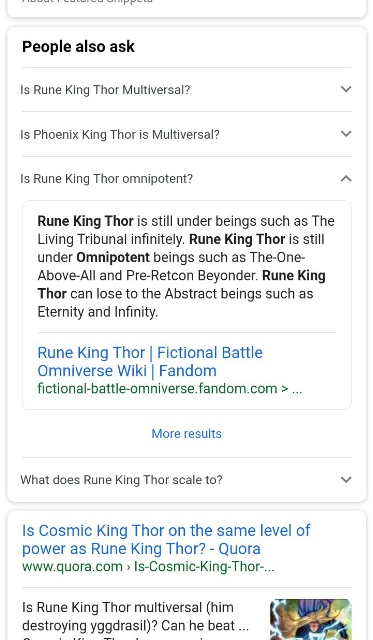 About Featured Snippets
People also ask
Is Rune King Thor Multiversal?
Is Phoenix King Thor is Multiversal?
Is Rune King Thor omnipotent?
Rune King Thor is still under beings such as The
Living Tribunal infinitely. Rune King Thor is still
under Omnipotent beings such as The-One-
Above-All and Pre-Retcon Beyonder. Rune King
Thor can lose to the Abstract beings such as
Eternity and Infinity.
Rune King Thor | Fictional Battle
Omniverse Wiki | Fandom
fictional-battle-omniverse.fandom.com > ...
More results
What does Rune King Thor scale to?
Is Cosmic King Thor on the same level of
power as Rune King Thor? - Quora
www.quora.com › Is-Cosmic-King-Thor-...
Is Rune King Thor multiversal (him
destroying yggdrasil)? Can he beat ...